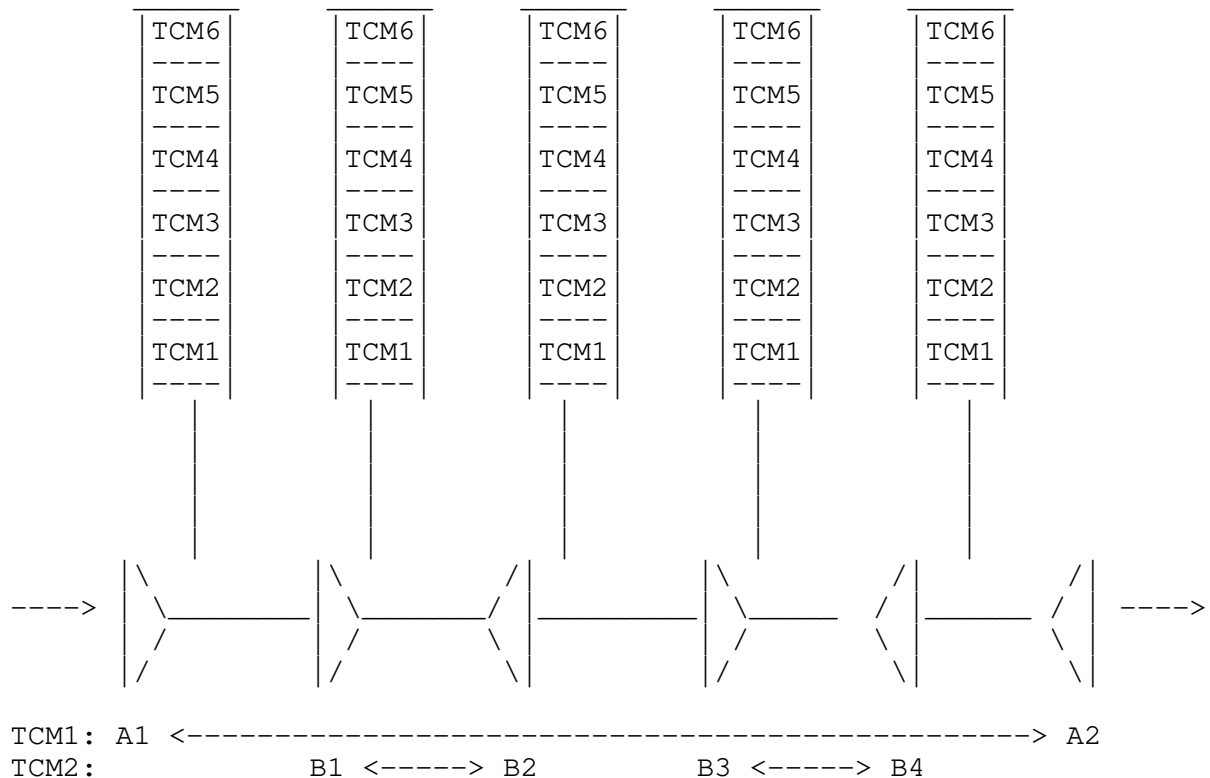 TCM6 TCM6 TCM6 TCM6 TCM6
TCM5 TCM5 TCM5 TCM5 TCM5
TCM4 TCM4 TCM4 TCM4 TCM4
TCM3 TCM3 TCM3 TCM3 TCM3
TCM2 TCM2 TCM2 TCM2 TCM2
TCM1 TCM1 TCM1 TCM1 TCM1
TCM1: A1 <------------------------------------------------> A2
TCM2: B1 <-----> B2 B3 <-----> B4